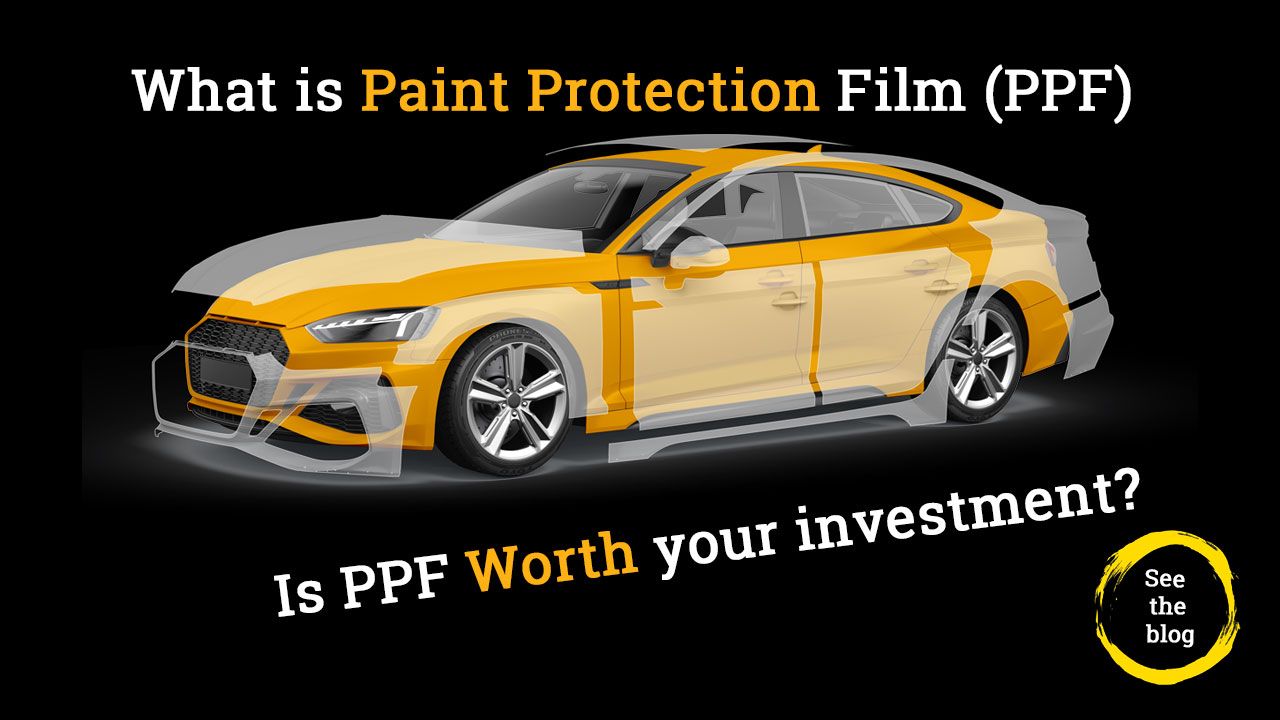 What is Paint Protection Film (PPF)
Is PPF Worth your investment?
See
the
blog